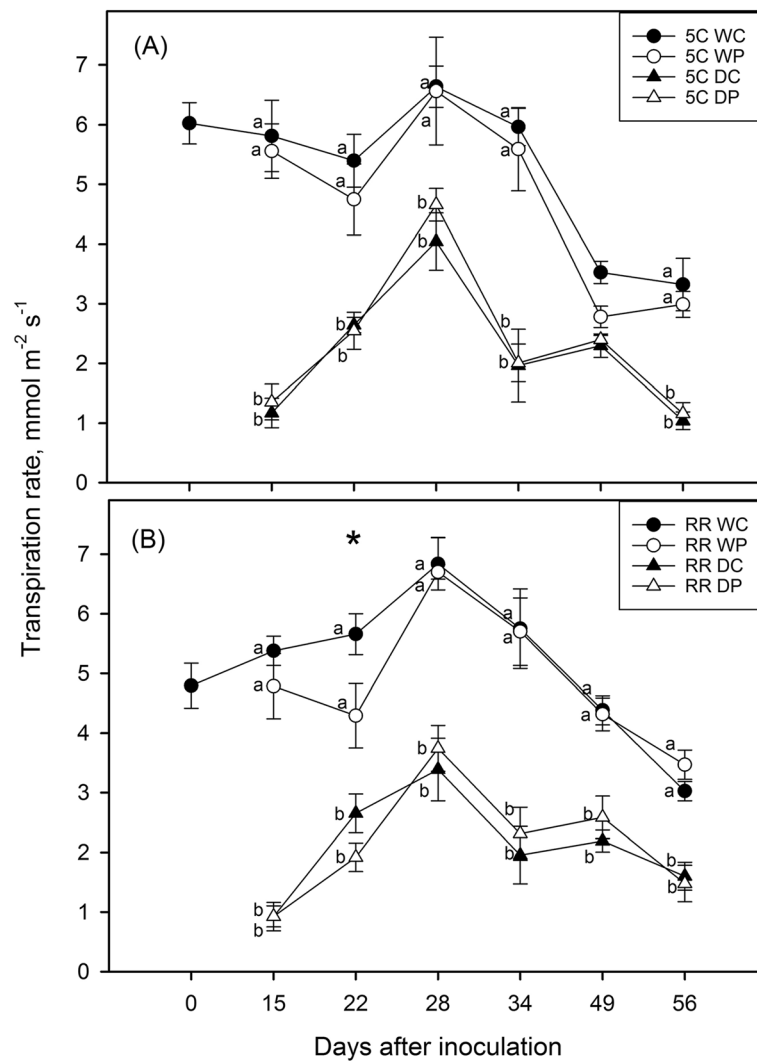 (A)
5C WC
5C WP
5C DC
5C DP
7
6
5
4
3
2
1
0
a
a
a
a
a
a
a
a
a
a
b
b
b
b
b
b
b
b
b
b
Transpiration rate, mmol m⁻² s⁻¹
(B)
*
RR WC
RR WP
RR DC
RR DP
7
6
5
4
3
2
1
0
a
a
a
a
a
a
a
a
a
a
a
a
b
b
b
b
b
b
b
b
b
b
b
b
0 15 22 28 34 49 56
Days after inoculation